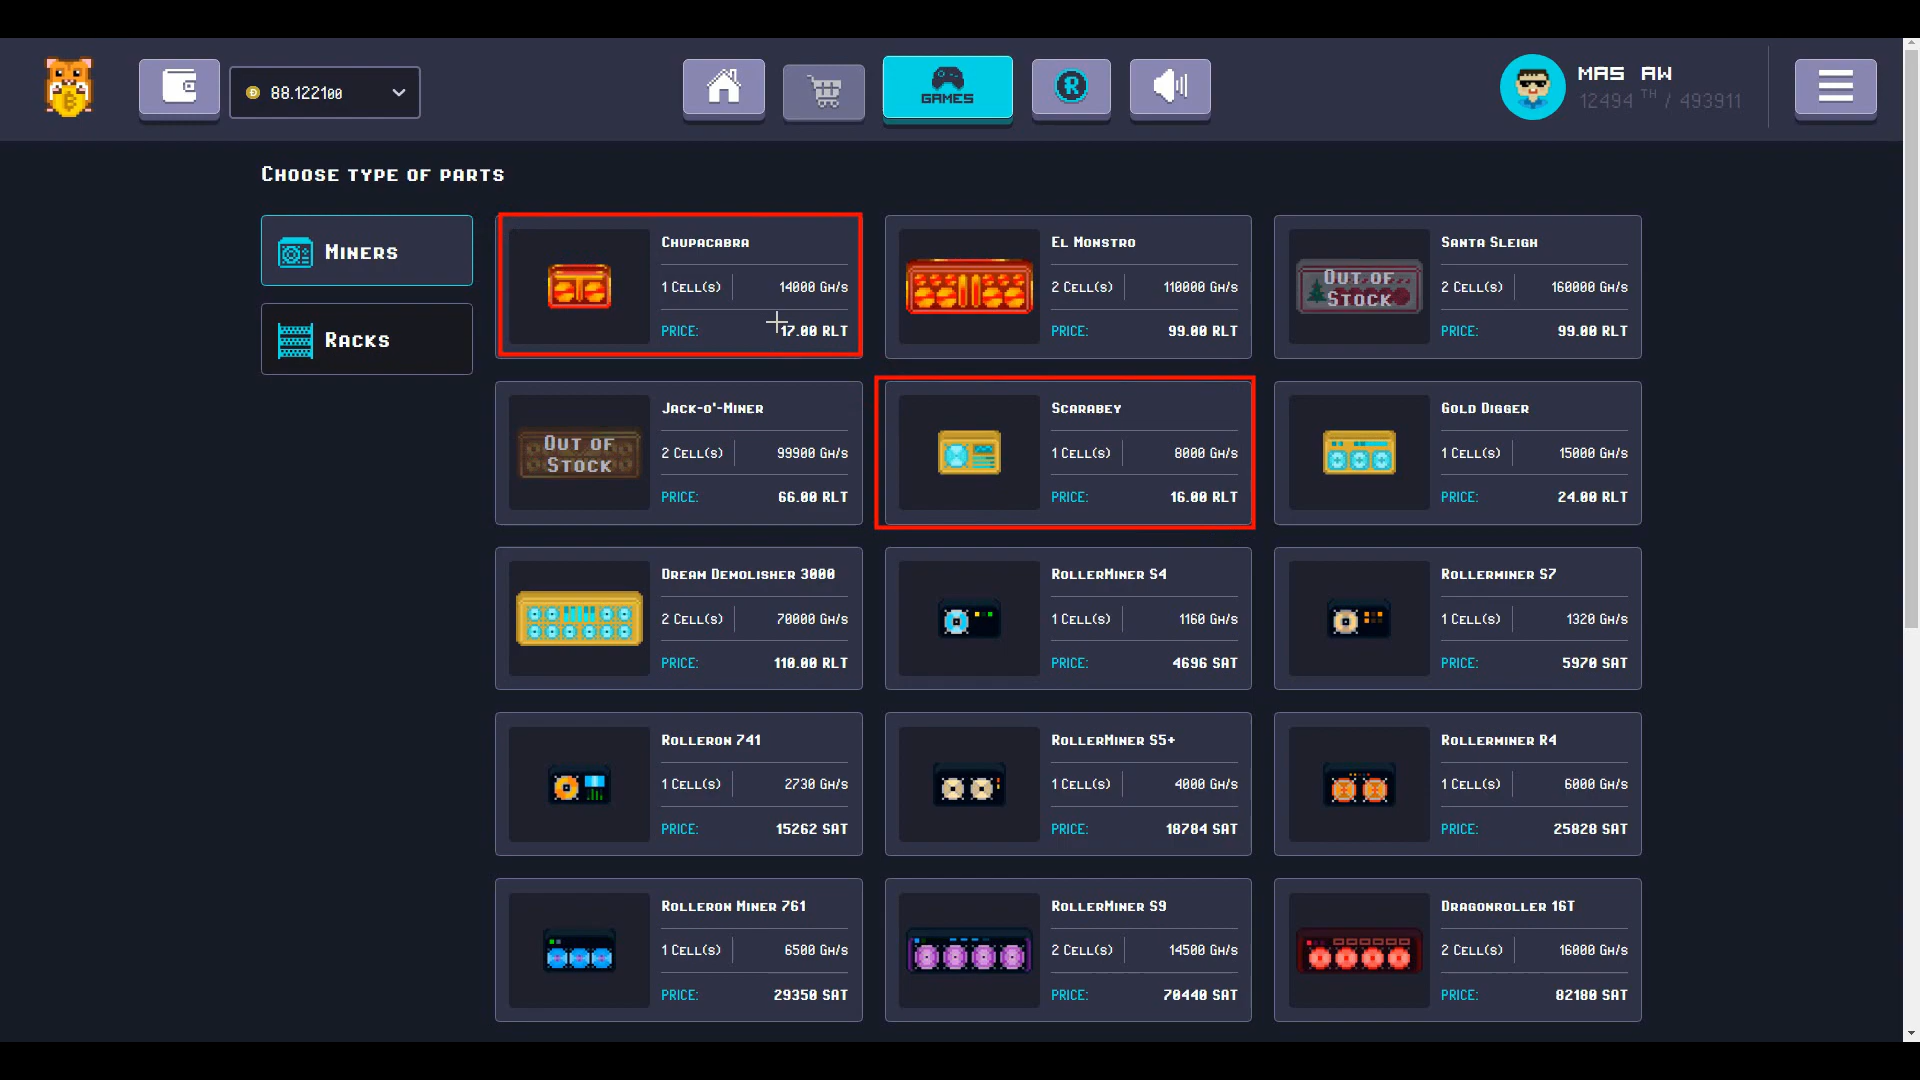 88.122100
GAMES
R
MAS AW
12494 TH / 493911
CHOOSE TYPE OF PARTS
MINERS
RACKS
CHUPACABRA
1 CELL(S) 14000 GH/S
PRICE: 17.00 RLT
EL MONSTRO
2 CELL(S) 110000 GH/S
PRICE: 99.00 RLT
OUT OF
STOCK
SANTA SLEIGH
2 CELL(S) 160000 GH/S
PRICE: 99.00 RLT
OUT OF
STOCK
JACK-O'-MINER
2 CELL(S) 99900 GH/S
PRICE: 66.00 RLT
SCARABEY
1 CELL(S) 8000 GH/S
PRICE: 16.00 RLT
GOLD DIGGER
1 CELL(S) 15000 GH/S
PRICE: 24.00 RLT
DREAM DEMOLISHER 3000
2 CELL(S) 70000 GH/S
PRICE: 110.00 RLT
ROLLERMINER S4
1 CELL(S) 1160 GH/S
PRICE: 4696 SAT
ROLLERMINER S7
1 CELL(S) 1320 GH/S
PRICE: 5970 SAT
ROLLERON 741
1 CELL(S) 2730 GH/S
PRICE: 15262 SAT
ROLLERMINER S5+
1 CELL(S) 4000 GH/S
PRICE: 18784 SAT
ROLLERMINER R4
1 CELL(S) 6000 GH/S
PRICE: 25828 SAT
ROLLERON MINER 761
1 CELL(S) 6500 GH/S
PRICE: 29350 SAT
ROLLERMINER S9
2 CELL(S) 14500 GH/S
PRICE: 70440 SAT
DRAGONROLLER 16T
2 CELL(S) 16000 GH/S
PRICE: 82180 SAT